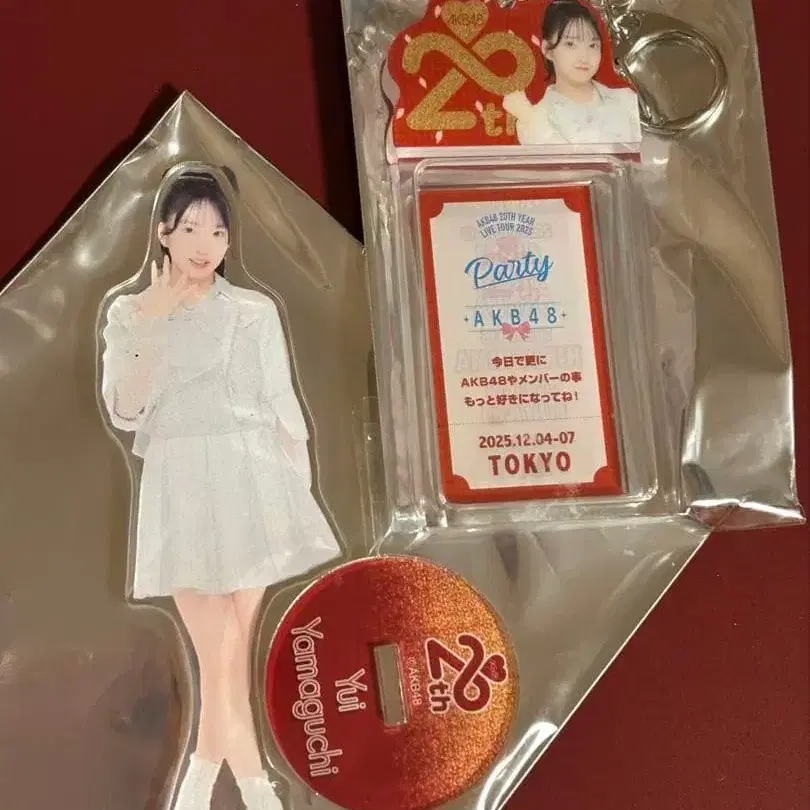 AKB48
20th
AKB48 20TH YEAR
LIVE TOUR 2025
Party
AKB48
今日で更に
AKB48やメンバーの事
もっと好きになってね!
2025.12.04-07
TOKYO
20th
©AKB48
Yui
Yamaguchi